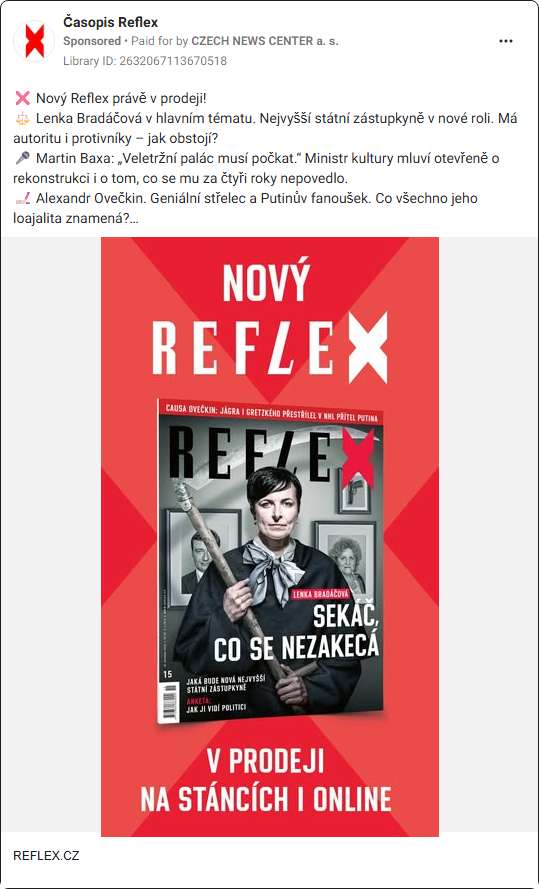 Časopis Reflex
Sponsored • Paid for by CZECH NEWS CENTER a. s.
Library ID: 2632067113670518
❌ Nový Reflex právě v prodeji!
⚖️ Lenka Bradáčová v hlavním tématu. Nejvyšší státní zástupkyně v nové roli. Má
autoritu i protivníky – jak obstojí?
🎤 Martin Baxa: „Veletržní palác musí počkat.“ Ministr kultury mluví otevřeně o
rekonstrukci i o tom, co se mu za čtyři roky nepovedlo.
🏒 Alexandr Ovečkin. Geniální střelec a Putinův fanoušek. Co všechno jeho
loajalita znamená?…
NOVÝ
REFLEX
CAUSA OVEČKIN: JÁGRA I GRETZKÉHO PŘESTŘÍLEL V NHL PŘÍTEL PUTINA
REFLEX
LENKA BRADÁČOVÁ
SEKÁČ,
CO SE NEZAKECÁ
15
JAKÁ BUDE NOVÁ NEJVYŠŠÍ
STÁTNÍ ZÁSTUPKYNĚ
ANKETA:
JAK JI VIDÍ POLITICI
V PRODEJI
NA STÁNCÍCH I ONLINE
REFLEX.CZ